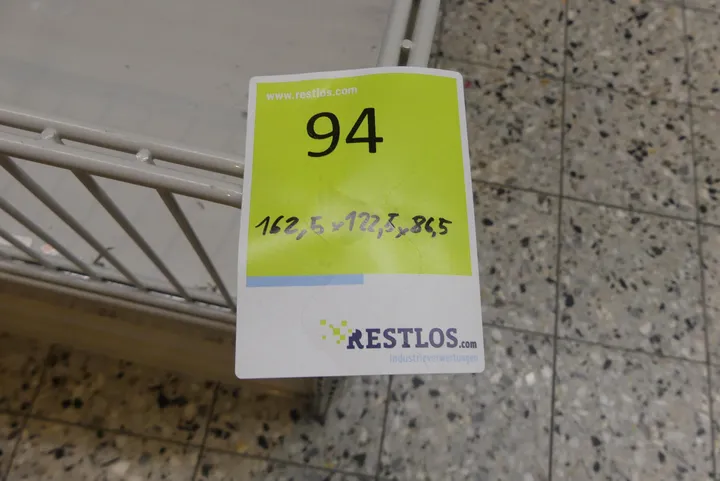 www.restlos.com
94
162,5 x 122,5 x 86,5
RESTLOS.com
Industrieverwertungen